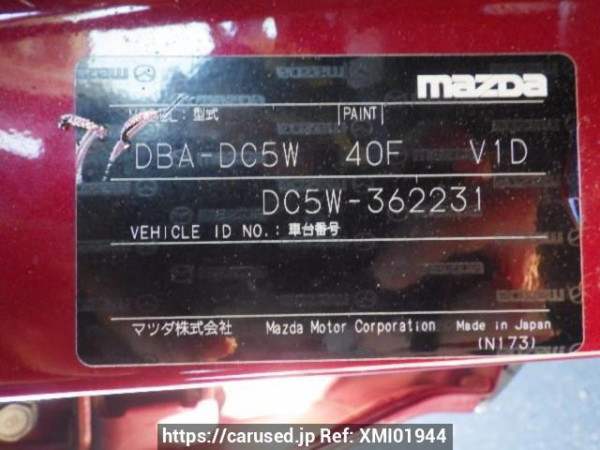 mazda
MODEL: 型式 PAINT
DBA-DC5W 40F V1D
DC5W-362231
VEHICLE ID NO.: 車台番号
マツダ株式会社 Mazda Motor Corporation Made in Japan
(N173)
https://carused.jp Ref: XMI01944